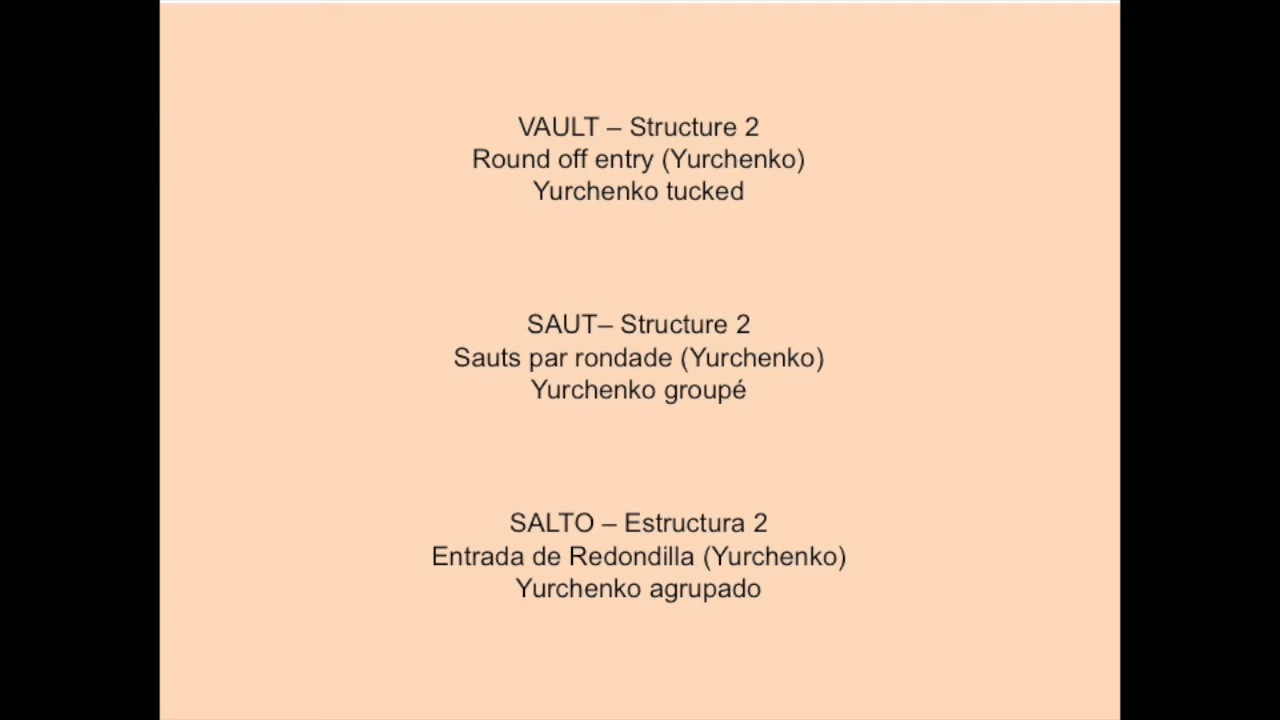 VAULT – Structure 2
Round off entry (Yurchenko)
Yurchenko tucked
SAUT– Structure 2
Sauts par rondade (Yurchenko)
Yurchenko groupé
SALTO – Estructura 2
Entrada de Redondilla (Yurchenko)
Yurchenko agrupado